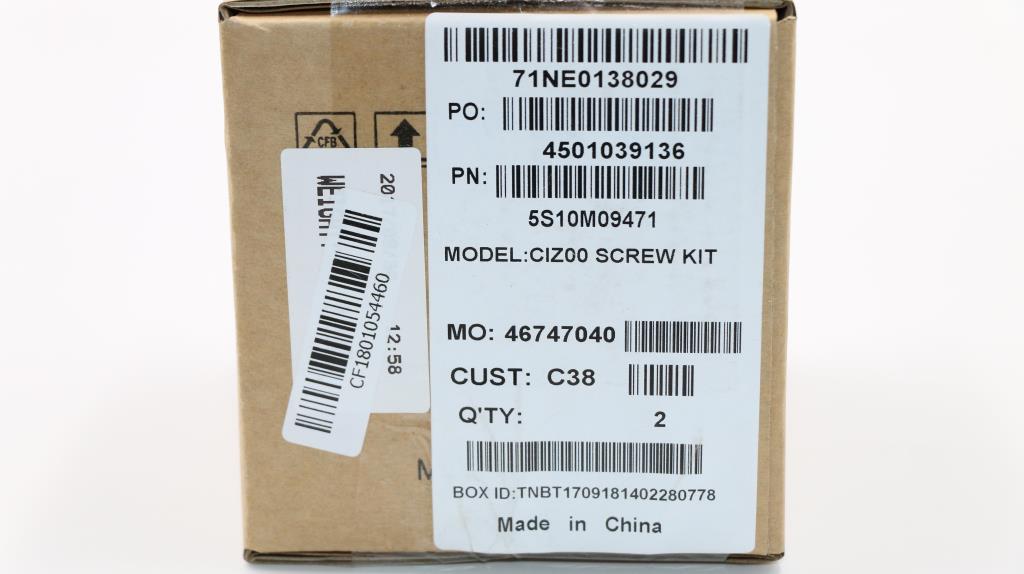 71NE0138029
PO:
4501039136
PN:
5S10M09471
MODEL:CIZ00 SCREW KIT
MO: 46747040
CUST: C38
Q'TY: 2
BOX ID:TNBT1709181402280778
Made in China
CFB
12:58
CF1801054460